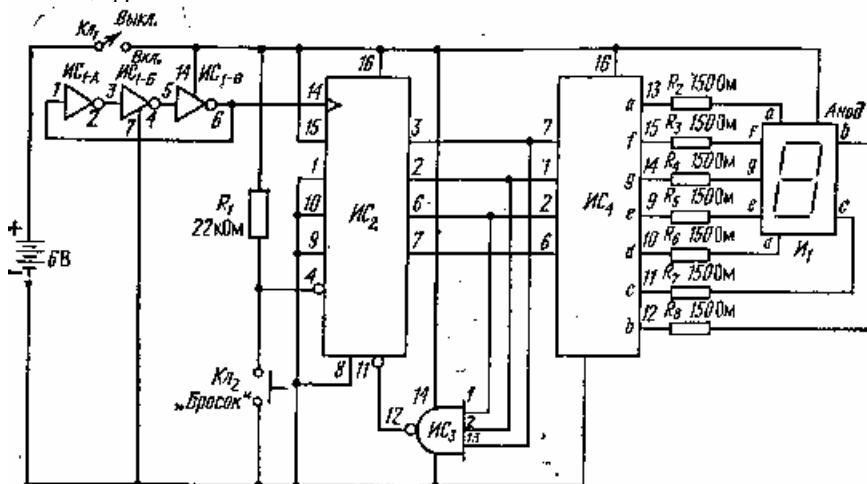 Кл₁ Выкл.
Вкл.
ИС₁-А ИС₁-Б 14 ИС₁-В
1 2 3 4 5 6
7
+
-
6В
R₁
22кОм
Кл₂
„Бросок“
16
14
15
1
10
9
4
8 11
3
2
6
7
ИС₂
14
12
ИС₃
1
2
13
16
7
1
2
6
ИС₄
a 13 R₂ 150Ом a
f 15 R₃ 150Ом f
g 14 R₄ 150Ом g
e 9 R₅ 150Ом e
d 10 R₆ 150Ом d
c 11 R₇ 150Ом
b 12 R₈ 150Ом
Анод
b
c
И₁